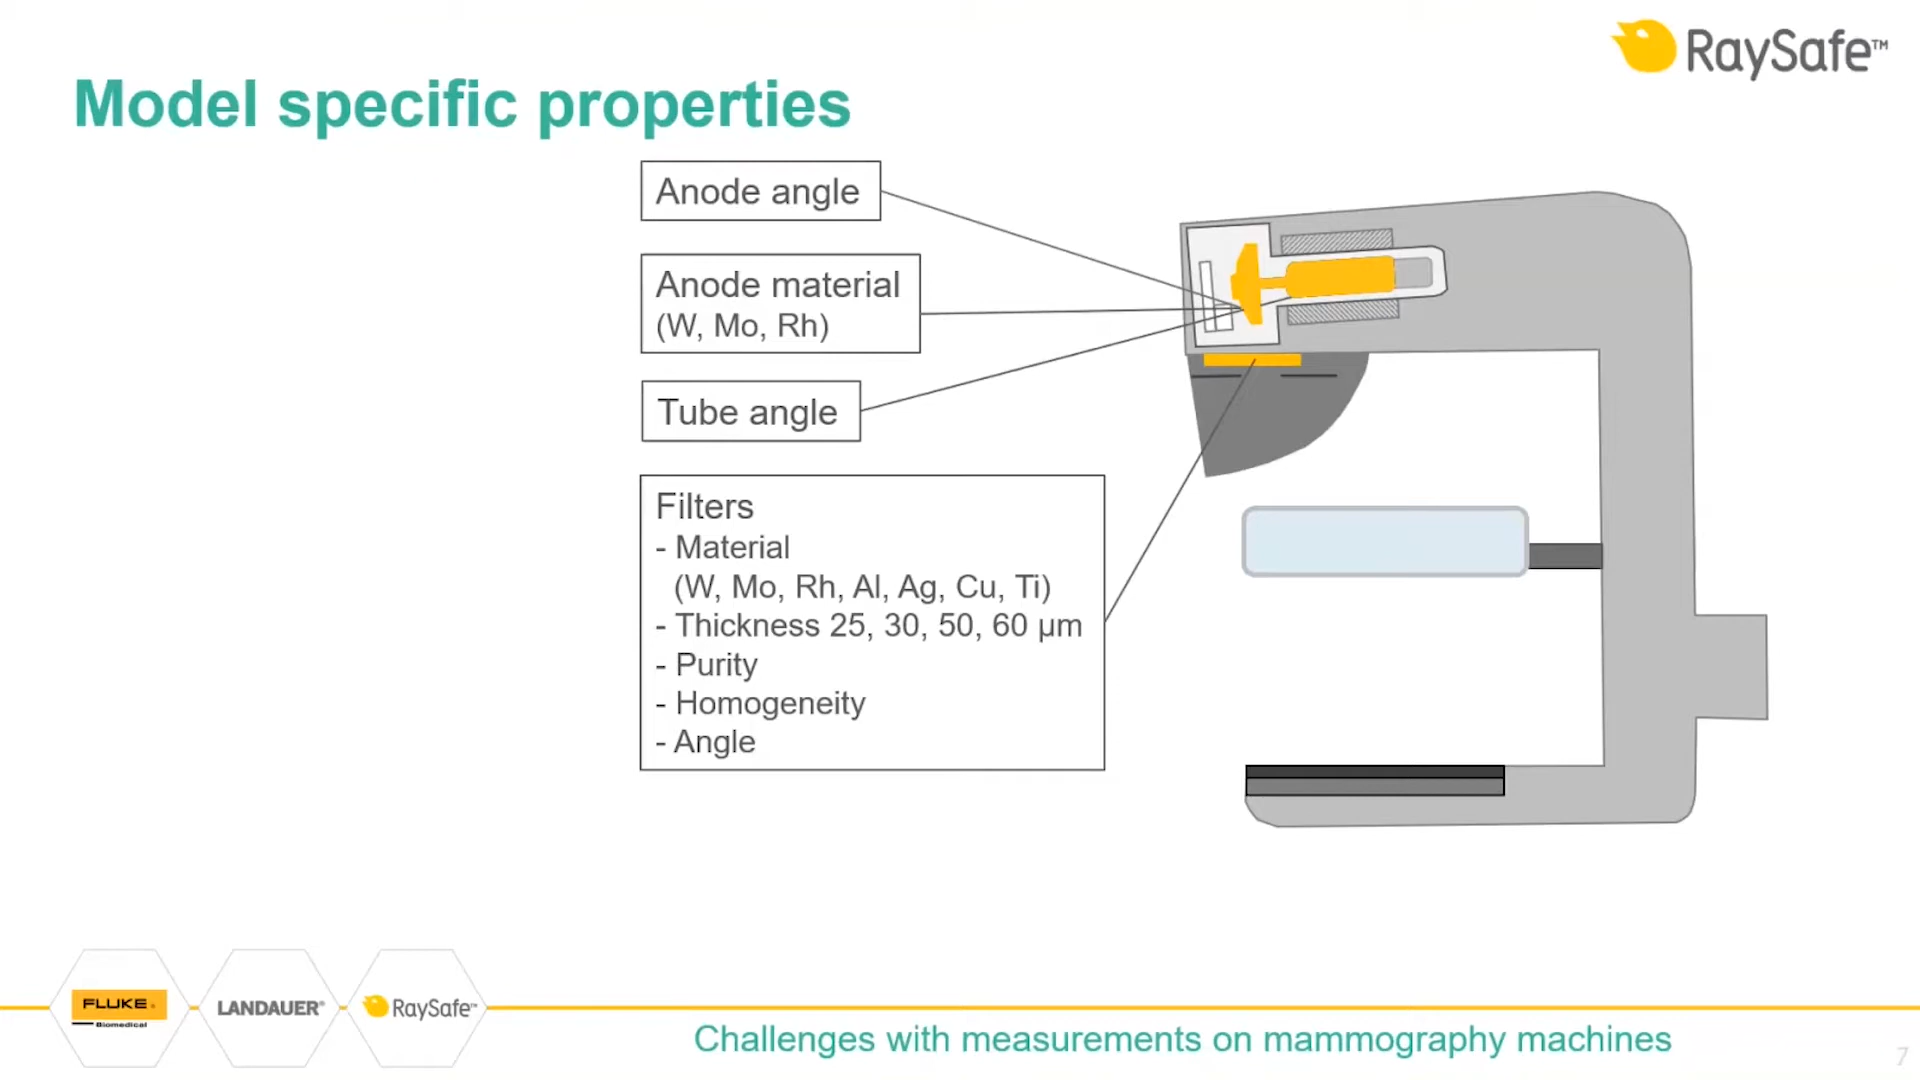 RaySafe™
Model specific properties
Anode angle
Anode material
(W, Mo, Rh)
Tube angle
Filters
- Material
(W, Mo, Rh, Al, Ag, Cu, Ti)
- Thickness 25, 30, 50, 60 µm
- Purity
- Homogeneity
- Angle
FLUKE®
Biomedical
LANDAUER®
RaySafe™
Challenges with measurements on mammography machines
7